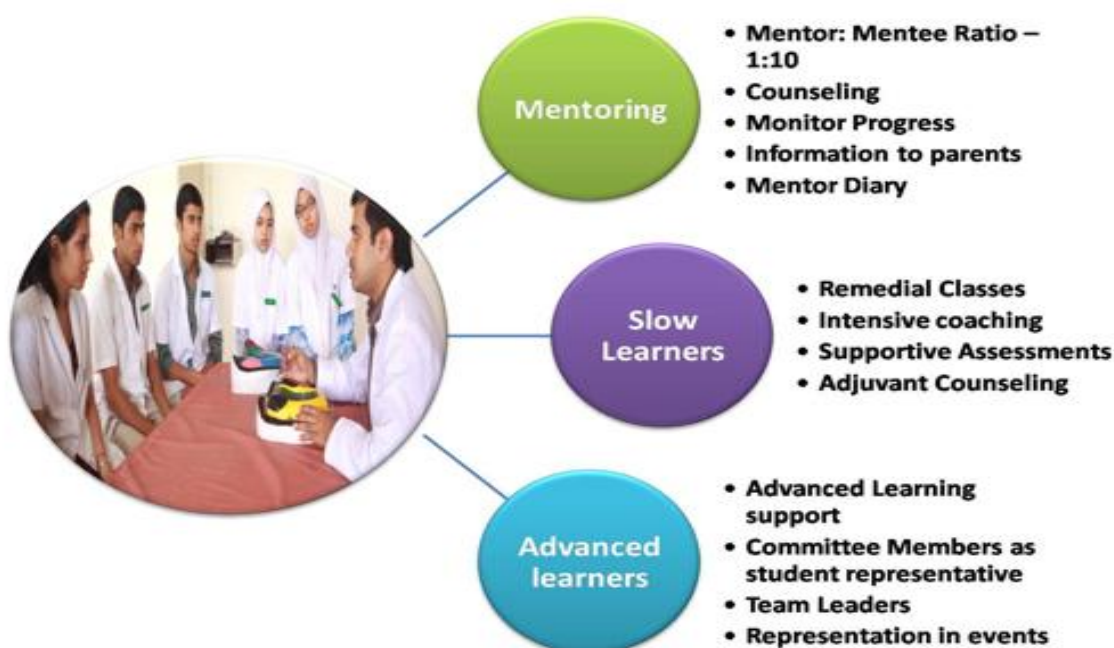 Mentoring
• Mentor: Mentee Ratio –
1:10
• Counseling
• Monitor Progress
• Information to parents
• Mentor Diary
Slow
Learners
• Remedial Classes
• Intensive coaching
• Supportive Assessments
• Adjuvant Counseling
Advanced
learners
• Advanced Learning
support
• Committee Members as
student representative
• Team Leaders
• Representation in events